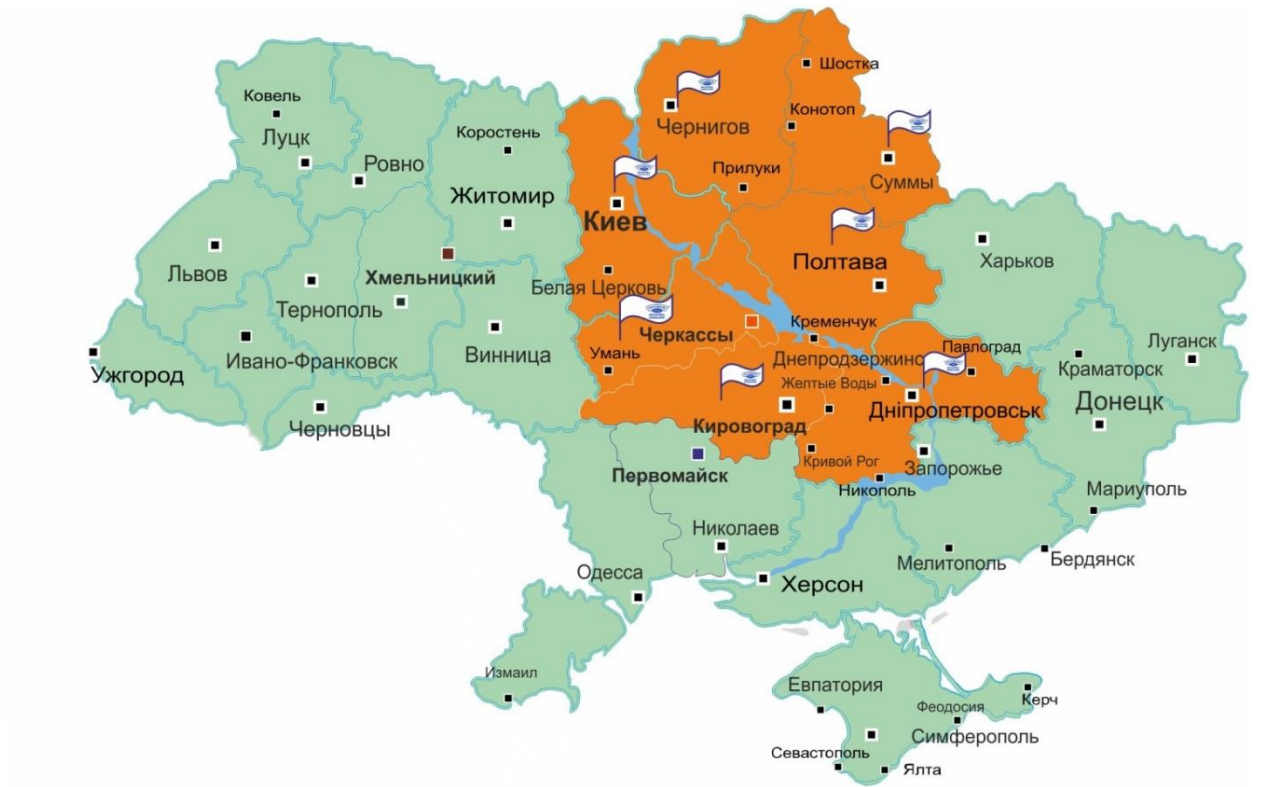 Шостка
Ковель
Чернигов
Конотоп
Луцк
Коростень
Ровно
Прилуки
Суммы
Житомир
Киев
Полтава
Харьков
Львов
Хмельницкий
Белая Церковь
Тернополь
Черкассы
Кременчук
Луганск
Ивано-Франковск
Винница
Умань
Днепродзержинс
Павлоград
Краматорск
Ужгород
Желтые Воды
Дніпропетровськ
Донецк
Черновцы
Кировоград
Кривой Рог
Запорожье
Первомайск
Никополь
Мариуполь
Николаев
Мелитополь
Бердянск
Одесса
Херсон
Измаил
Евпатория
Керч
Феодосия
Симферополь
Севастополь
Ялта